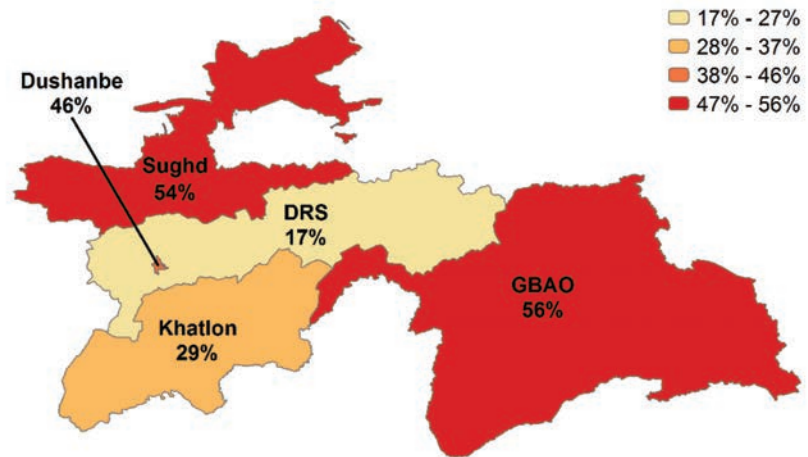 17% - 27%
28% - 37%
38% - 46%
47% - 56%
Dushanbe
46%
Sughd
54%
DRS
17%
GBAO
56%
Khatlon
29%